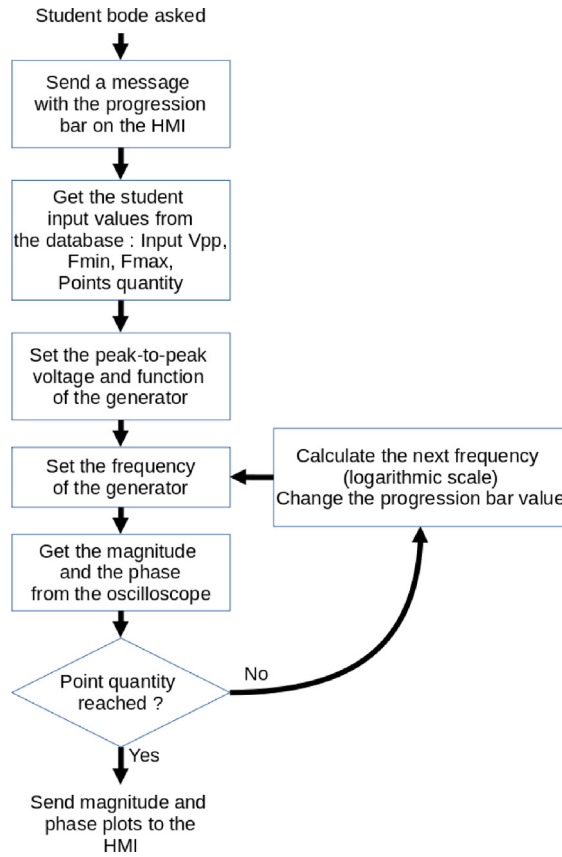 Student bode asked
Send a message
with the progression
bar on the HMI
Get the student
input values from
the database : Input Vpp,
Fmin, Fmax,
Points quantity
Set the peak-to-peak
voltage and function
of the generator
Set the frequency
of the generator
Calculate the next frequency
(logarithmic scale)
Change the progression bar value
Get the magnitude
and the phase
from the oscilloscope
Point quantity
reached ?
No
Yes
Send magnitude and
phase plots to the
HMI